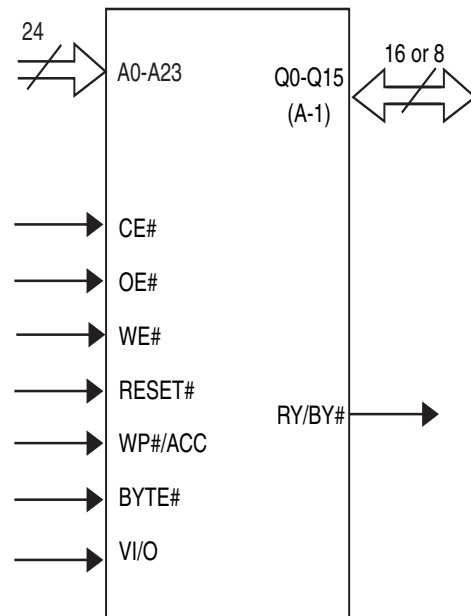 24
A0-A23
Q0-Q15
(A-1)
16 or 8
CE#
OE#
WE#
RESET#
RY/BY#
WP#/ACC
BYTE#
VI/O